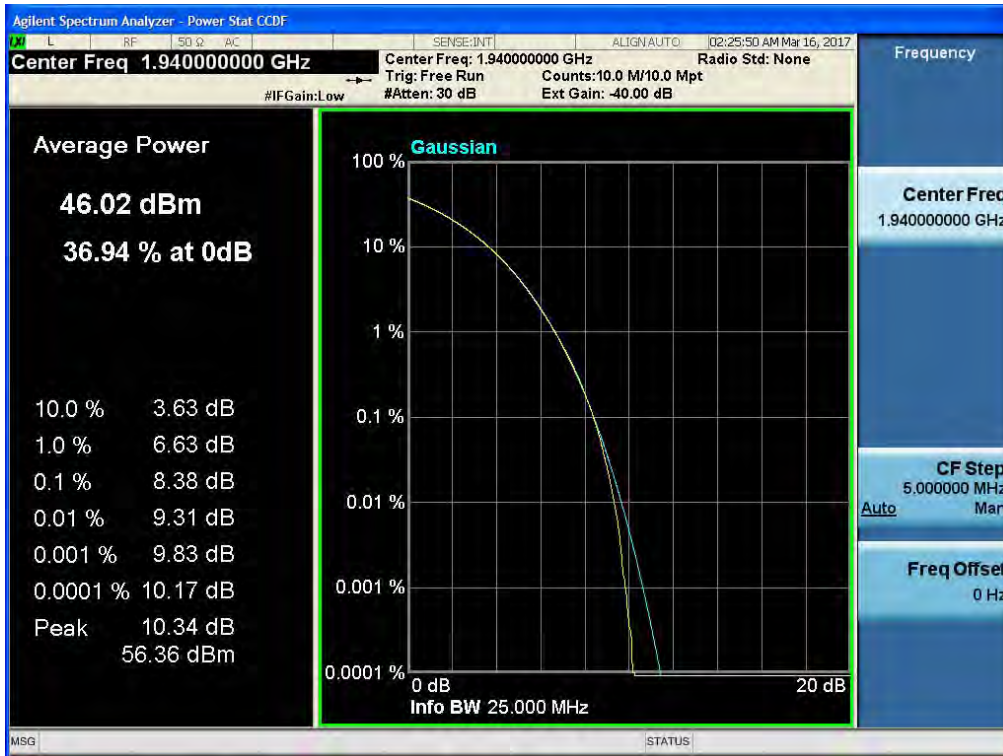 Agilent Spectrum Analyzer - Power Stat CCDF
LXI L RF 50 Ω AC SENSE:INT ALIGN AUTO 02:25:50 AM Mar 16, 2017
Center Freq 1.940000000 GHz
Center Freq: 1.940000000 GHz Radio Std: None
Trig: Free Run Counts:10.0 M/10.0 Mpt
#IFGain:Low #Atten: 30 dB Ext Gain: -40.00 dB
Average Power
46.02 dBm
36.94 % at 0dB
10.0 % 3.63 dB
1.0 % 6.63 dB
0.1 % 8.38 dB
0.01 % 9.31 dB
0.001 % 9.83 dB
0.0001 % 10.17 dB
Peak 10.34 dB
56.36 dBm
Gaussian
100 %
10 %
1 %
0.1 %
0.01 %
0.001 %
0.0001 %
0 dB 20 dB
Info BW 25.000 MHz
Frequency
Center Freq
1.940000000 GHz
CF Step
5.000000 MHz
Auto Man
Freq Offset
0 Hz
MSG STATUS